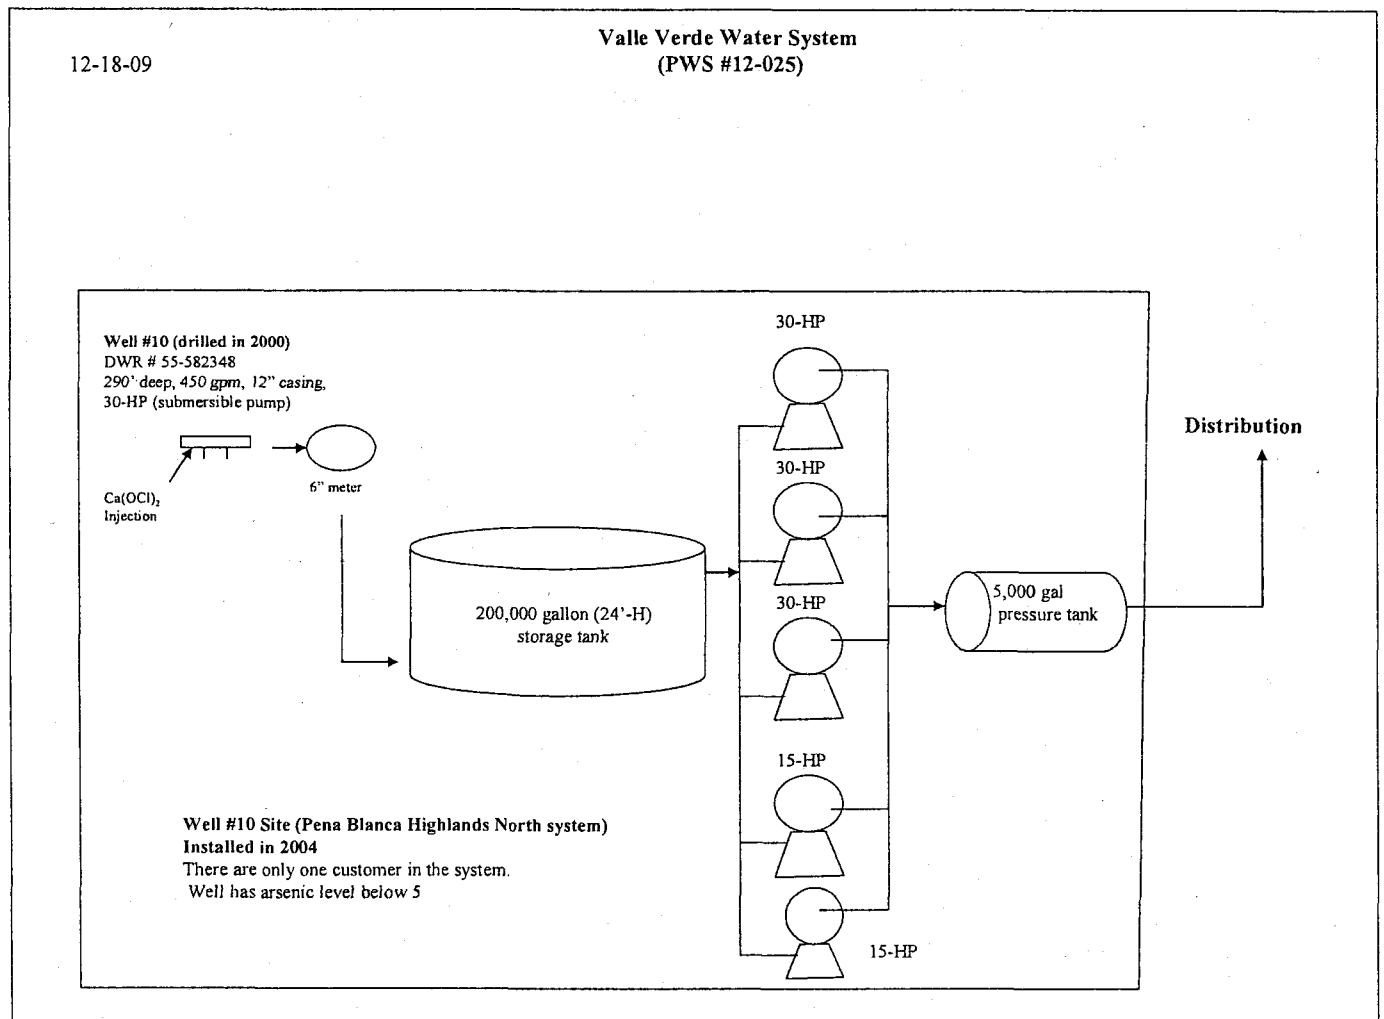 Valle Verde Water System
12-18-09
(PWS #12-025)
Well #10 (drilled in 2000)
DWR # 55-582348
290' deep, 450 gpm, 12" casing,
30-HP (submersible pump)
Ca(OCl)₂
Injection
6" meter
200,000 gallon (24'-H)
storage tank
30-HP
30-HP
30-HP
15-HP
15-HP
5,000 gal
pressure tank
Distribution
Well #10 Site (Pena Blanca Highlands North system)
Installed in 2004
There are only one customer in the system.
Well has arsenic level below 5